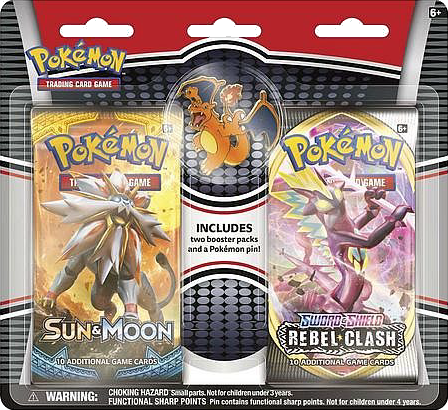 6+
POKéMON
TRADING CARD GAME
6+
POKéMON
GAME
SUN & MOON
10 ADDITIONAL GAME CARDS
INCLUDES
two booster packs
and a Pokémon pin!
6+
POKéMON
GAME
SWORD & SHIELD
REBEL CLASH
10 ADDITIONAL GAME CARDS
WARNING:
CHOKING HAZARD Small parts. Not for children under 3 years.
FUNCTIONAL SHARP POINTS Pin contains functional sharp points. Not for children under 4 years.